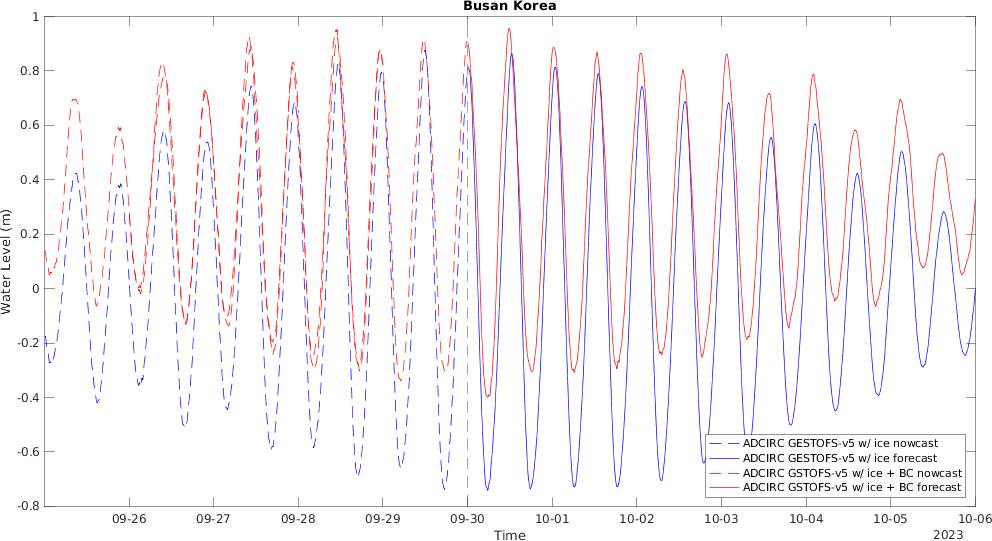 Busan Korea
Water Level (m)
1
0.8
0.6
0.4
0.2
0
-0.2
-0.4
-0.6
-0.8
ADCIRC GESTOFS-v5 w/ ice nowcast
ADCIRC GESTOFS-v5 w/ ice forecast
ADCIRC GSTOFS-v5 w/ ice + BC nowcast
ADCIRC GSTOFS-v5 w/ ice + BC forecast
09-26 09-27 09-28 09-29 09-30 10-01 10-02 10-03 10-04 10-05 10-06
Time
2023